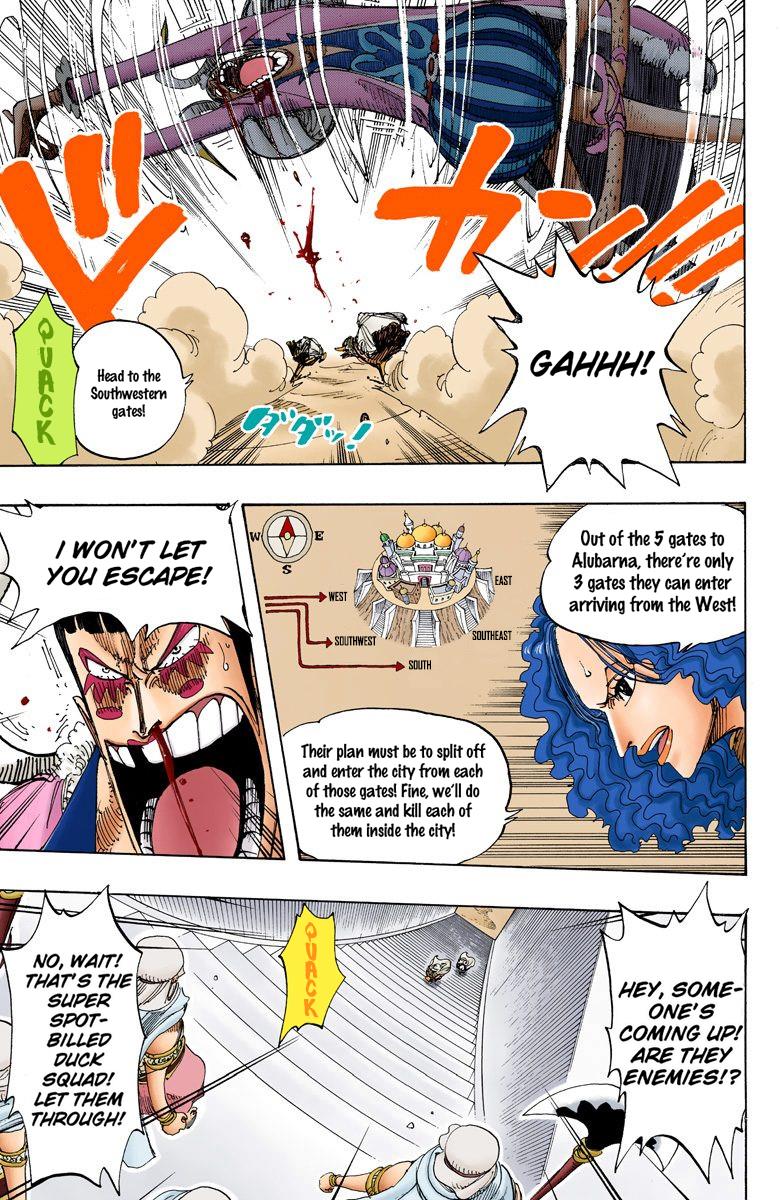 ドカンッ
GAHHH!
QUACK
Head to the
Southwestern
gates!
ダダッ!
Out of the 5 gates to
Alubarna, there're only
3 gates they can enter
arriving from the West!
W E
S
WEST
EAST
SOUTHWEST
SOUTHEAST
SOUTH
Their plan must be to split off
and enter the city from each
of those gates! Fine, we'll do
the same and kill each of
them inside the city!
I WON'T LET
YOU ESCAPE!
HEY, SOME-
ONE'S
COMING UP!
ARE THEY
ENEMIES!?
QUACK
NO, WAIT!
THAT'S THE
SUPER
SPOT-
BILLED
DUCK
SQUAD!
LET THEM
THROUGH!